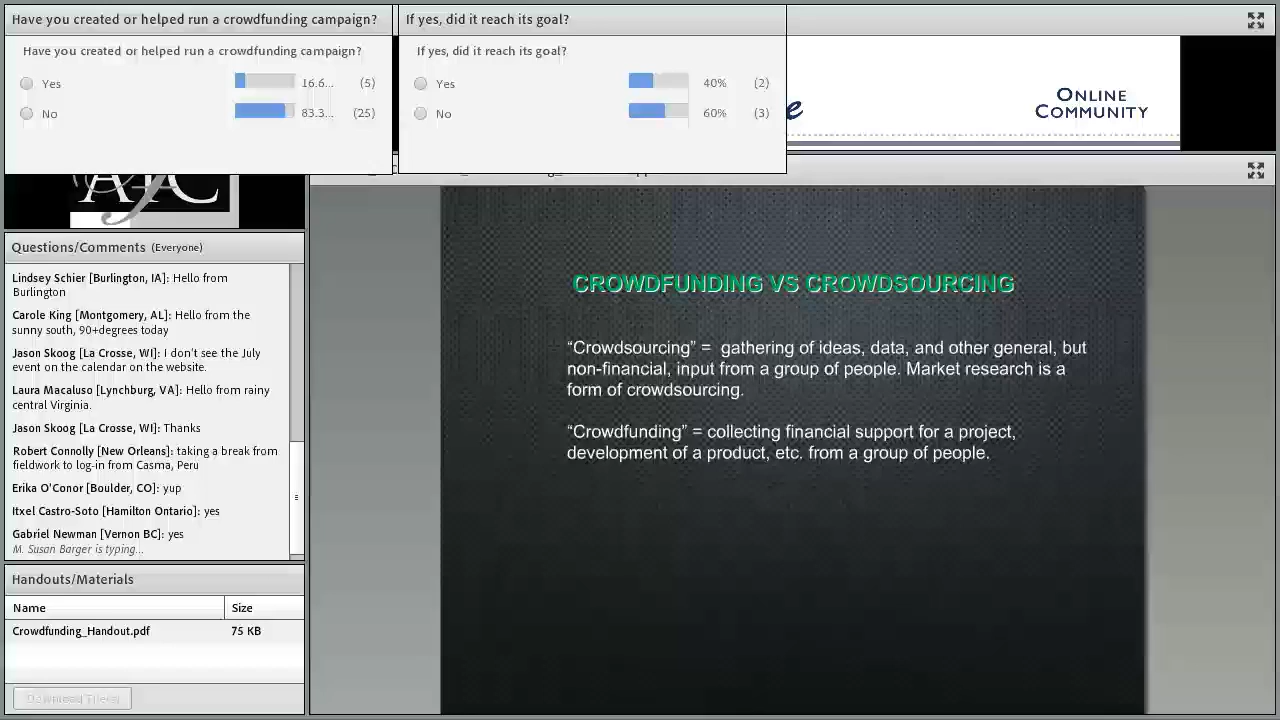 Have you created or helped run a crowdfunding campaign?
Have you created or helped run a crowdfunding campaign?
Yes 16.6... (5)
No 83.3... (25)
If yes, did it reach its goal?
If yes, did it reach its goal?
Yes 40% (2)
No 60% (3)
e
ONLINE
COMMUNITY
AJC
Questions/Comments (Everyone)
Lindsey Schier [Burlington, IA]: Hello from
Burlington
Carole King [Montgomery, AL]: Hello from the
sunny south, 90+degrees today
Jason Skoog [La Crosse, WI]: I don't see the July
event on the calendar on the website.
Laura Macaluso [Lynchburg, VA]: Hello from rainy
central Virginia.
Jason Skoog [La Crosse, WI]: Thanks
Robert Connolly [New Orleans]: taking a break from
fieldwork to log-in from Casma, Peru
Erika O'Conor [Boulder, CO]: yup
Itxel Castro-Soto [Hamilton Ontario]: yes
Gabriel Newman [Vernon BC]: yes
M. Susan Barger is typing...
Handouts/Materials
Name Size
Crowdfunding_Handout.pdf 75 KB
Download File(s)
CROWDFUNDING VS CROWDSOURCING
“Crowdsourcing” = gathering of ideas, data, and other general, but
non-financial, input from a group of people. Market research is a
form of crowdsourcing.
“Crowdfunding” = collecting financial support for a project,
development of a product, etc. from a group of people.